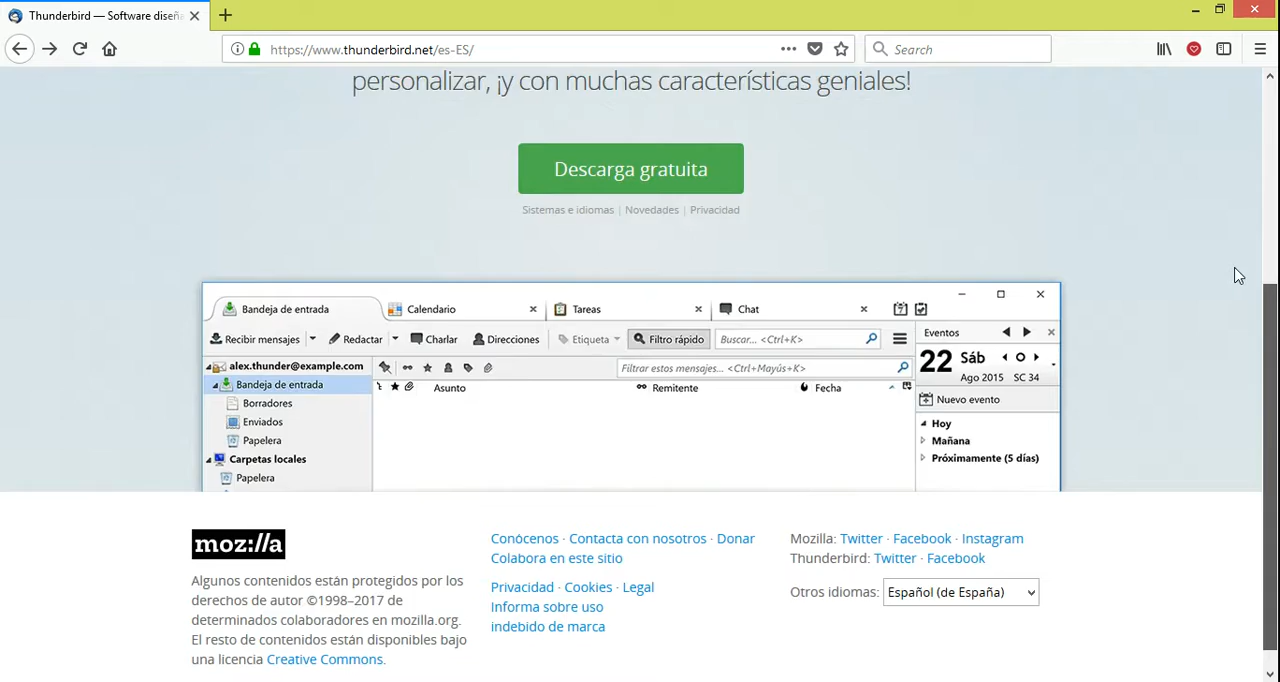 Thunderbird — Software diseña
https://www.thunderbird.net/es-ES/
Search
personalizar, ¡y con muchas características geniales!
Descarga gratuita
Sistemas e idiomas | Novedades | Privacidad
Bandeja de entrada
Calendario
Tareas
Chat
Recibir mensajes
Redactar
Charlar
Direcciones
Etiqueta
Filtro rápido
Buscar... <Ctrl+K>
Eventos
alex.thunder@example.com
Filtrar estos mensajes... <Ctrl+Mayús+K>
22 Sáb
Ago 2015 SC 34
Bandeja de entrada
Asunto
Remitente
Fecha
Borradores
Nuevo evento
Enviados
Hoy
Papelera
Mañana
Carpetas locales
Próximamente (5 días)
Papelera
moz://a
Algunos contenidos están protegidos por los
derechos de autor ©1998–2017 de
determinados colaboradores en mozilla.org.
El resto de contenidos están disponibles bajo
una licencia Creative Commons.
Conócenos · Contacta con nosotros · Donar
Colabora en este sitio
Privacidad · Cookies · Legal
Informa sobre uso
indebido de marca
Mozilla: Twitter · Facebook · Instagram
Thunderbird: Twitter · Facebook
Otros idiomas: Español (de España)